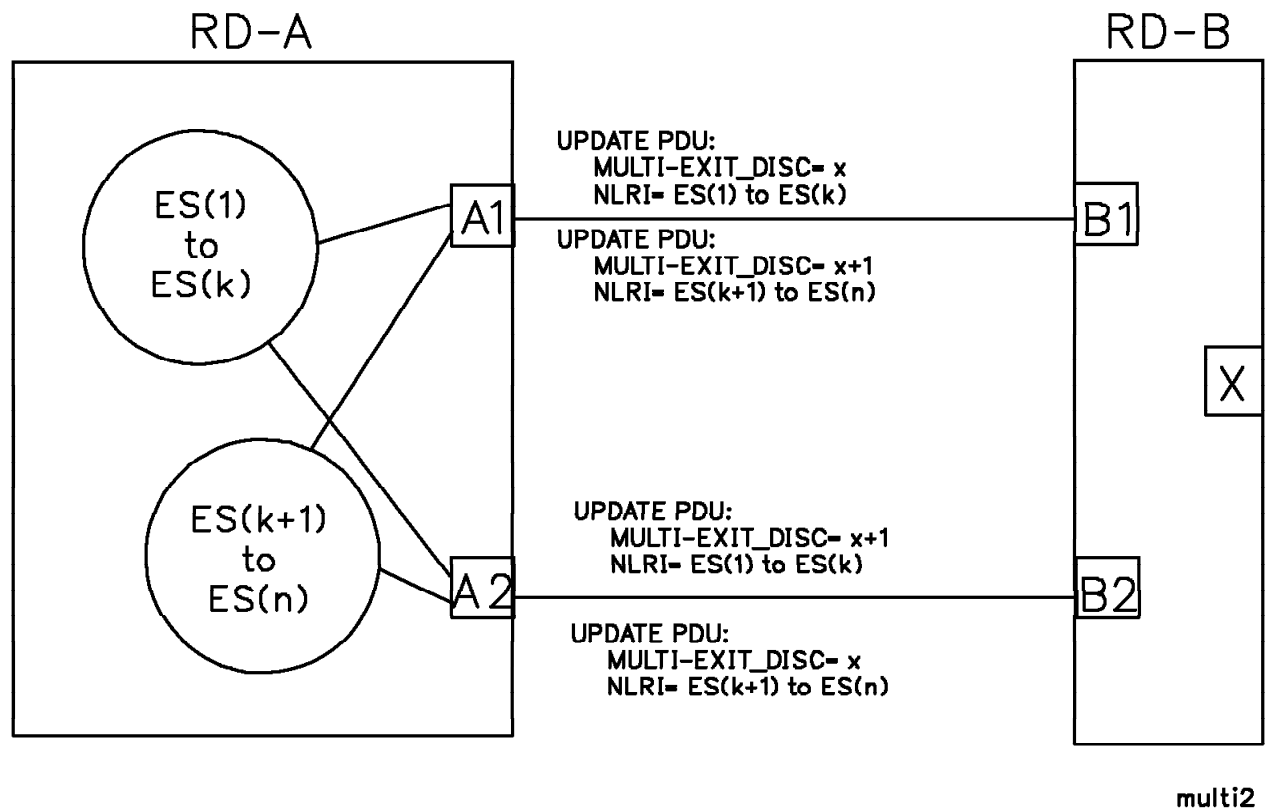 RD-A
RD-B
UPDATE PDU:
MULTI-EXIT_DISC= x
NLRI= ES(1) to ES(k)
ES(1)
to
ES(k)
A1
B1
UPDATE PDU:
MULTI-EXIT_DISC= x+1
NLRI= ES(k+1) to ES(n)
X
ES(k+1)
to
ES(n)
UPDATE PDU:
MULTI-EXIT_DISC= x+1
NLRI= ES(1) to ES(k)
A2
B2
UPDATE PDU:
MULTI-EXIT_DISC= x
NLRI= ES(k+1) to ES(n)
multi2